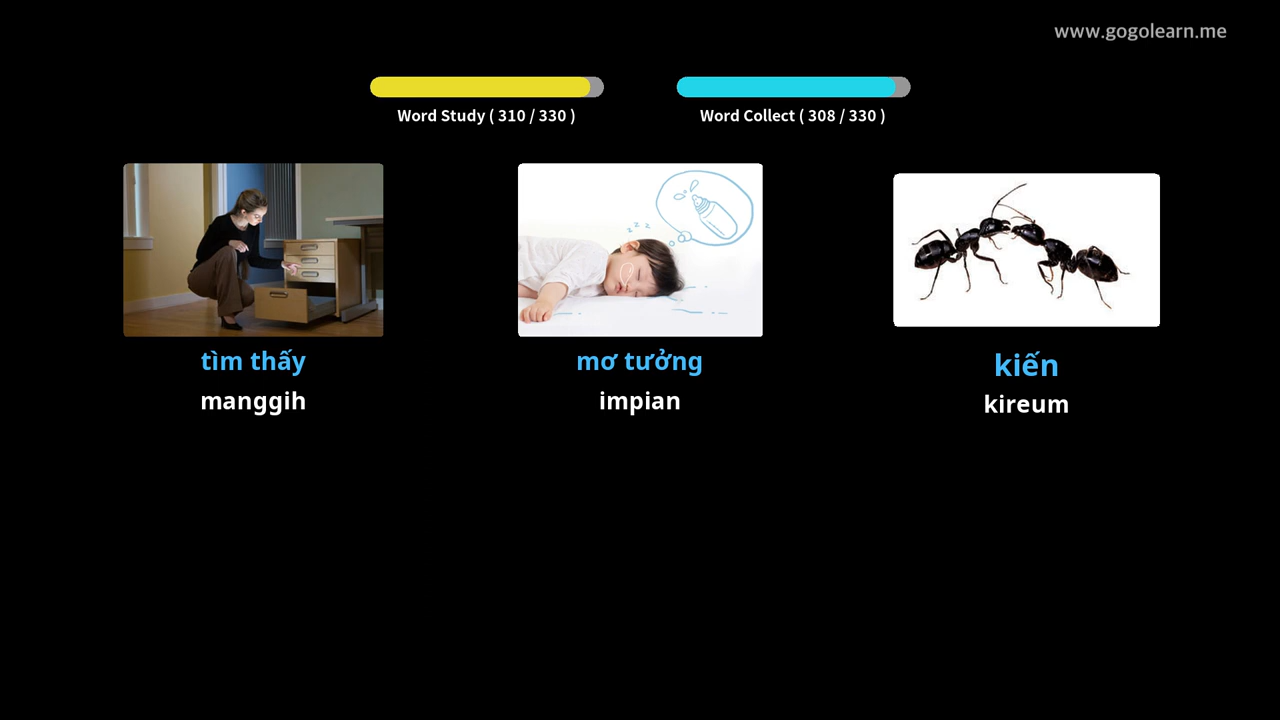 www.gogolearn.me
Word Study ( 310 / 330 )
Word Collect ( 308 / 330 )
tìm thấy
manggih
mơ tưởng
impian
kiến
kireum